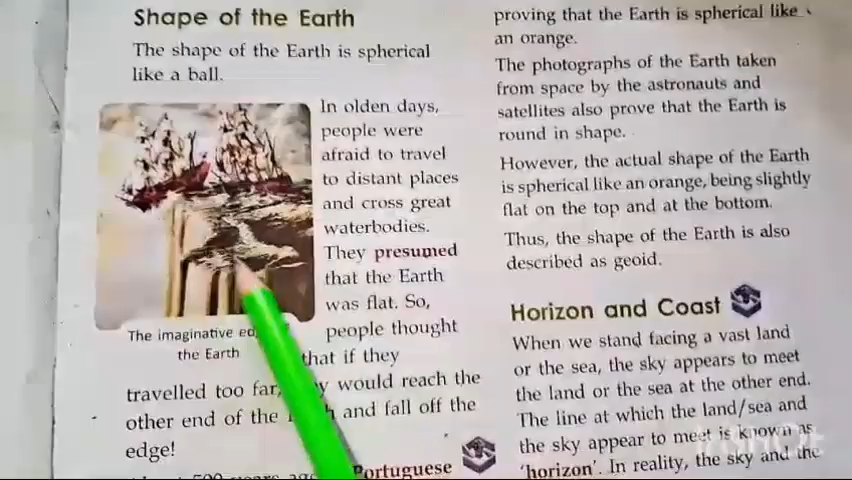 Shape of the Earth
The shape of the Earth is spherical
like a ball.
In olden days,
people were
afraid to travel
to distant places
and cross great
waterbodies.
They presumed
that the Earth
was flat. So,
people thought
that if they
travelled too far, would reach the
other end of the and fall off the
edge!
500 years Portuguese
The imaginative
the Earth
proving that the Earth is spherical like
an orange.
The photographs of the Earth taken
from space by the astronauts and
satellites also prove that the Earth is
round in shape.
However, the actual shape of the Earth
is spherical like an orange, being slightly
flat on the top and at the bottom.
Thus, the shape of the Earth is also
described as geoid.
Horizon and Coast
When we stand facing a vast land
or the sea, the sky appears to meet
the land or the sea at the other end.
The line at which the land/sea and
the sky appear to meet is known as
'horizon'. In reality, the sky and the
InShOt